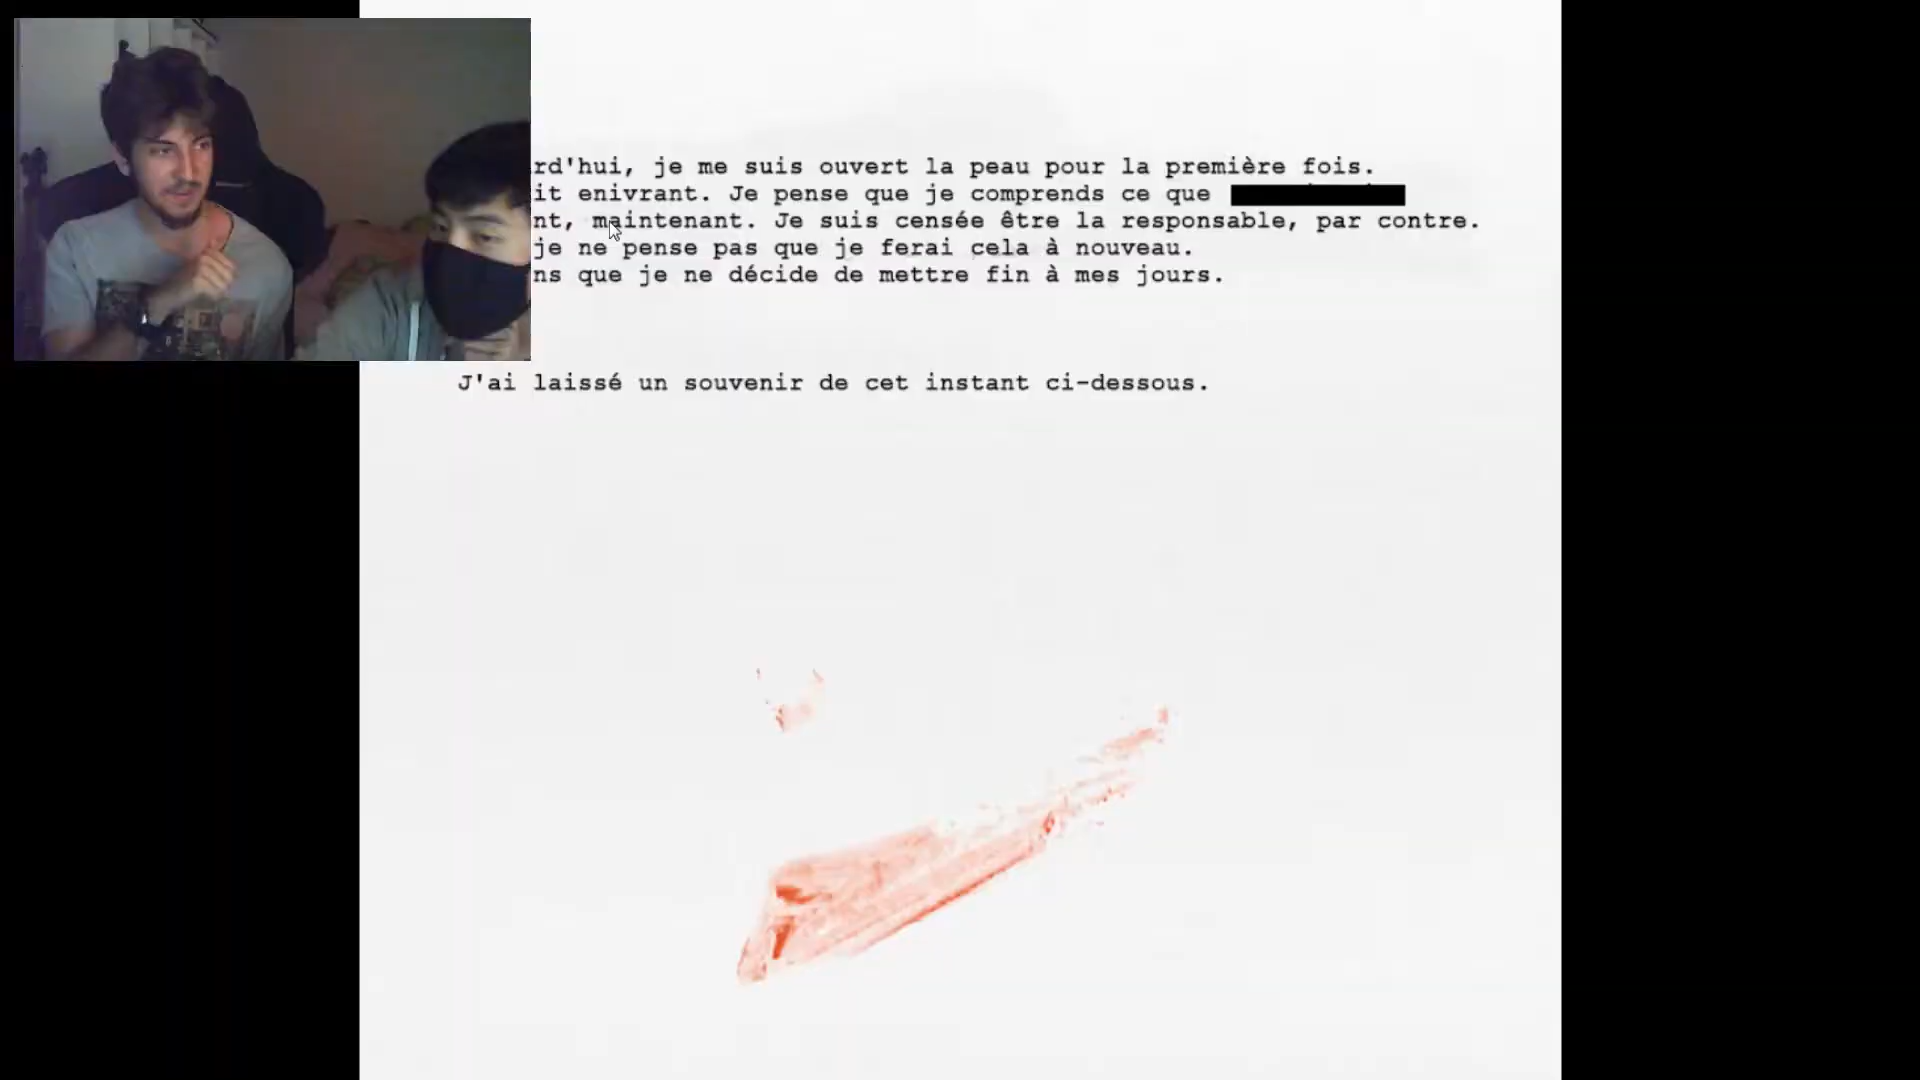 rd'hui, je me suis ouvert la peau pour la première fois.
it enivrant. Je pense que je comprends ce que
nt, maintenant. Je suis censée être la responsable, par contre.
je ne pense pas que je ferai cela à nouveau.
ns que je ne décide de mettre fin à mes jours.
J'ai laissé un souvenir de cet instant ci-dessous.